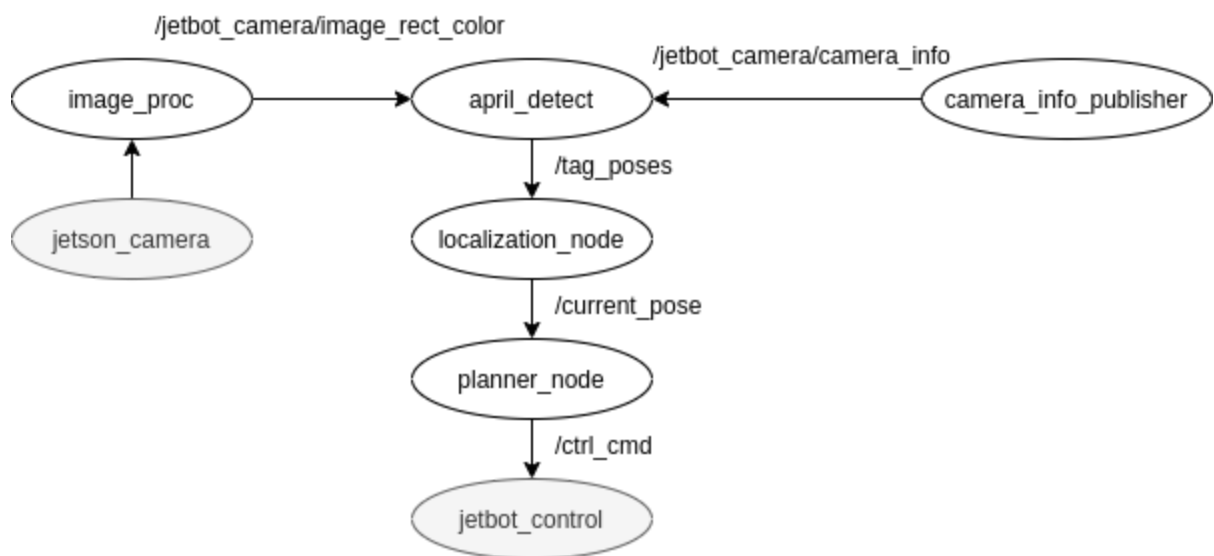 /jetbot_camera/image_rect_color
/jetbot_camera/camera_info
image_proc
april_detect
camera_info_publisher
/tag_poses
jetson_camera
localization_node
/current_pose
planner_node
/ctrl_cmd
jetbot_control